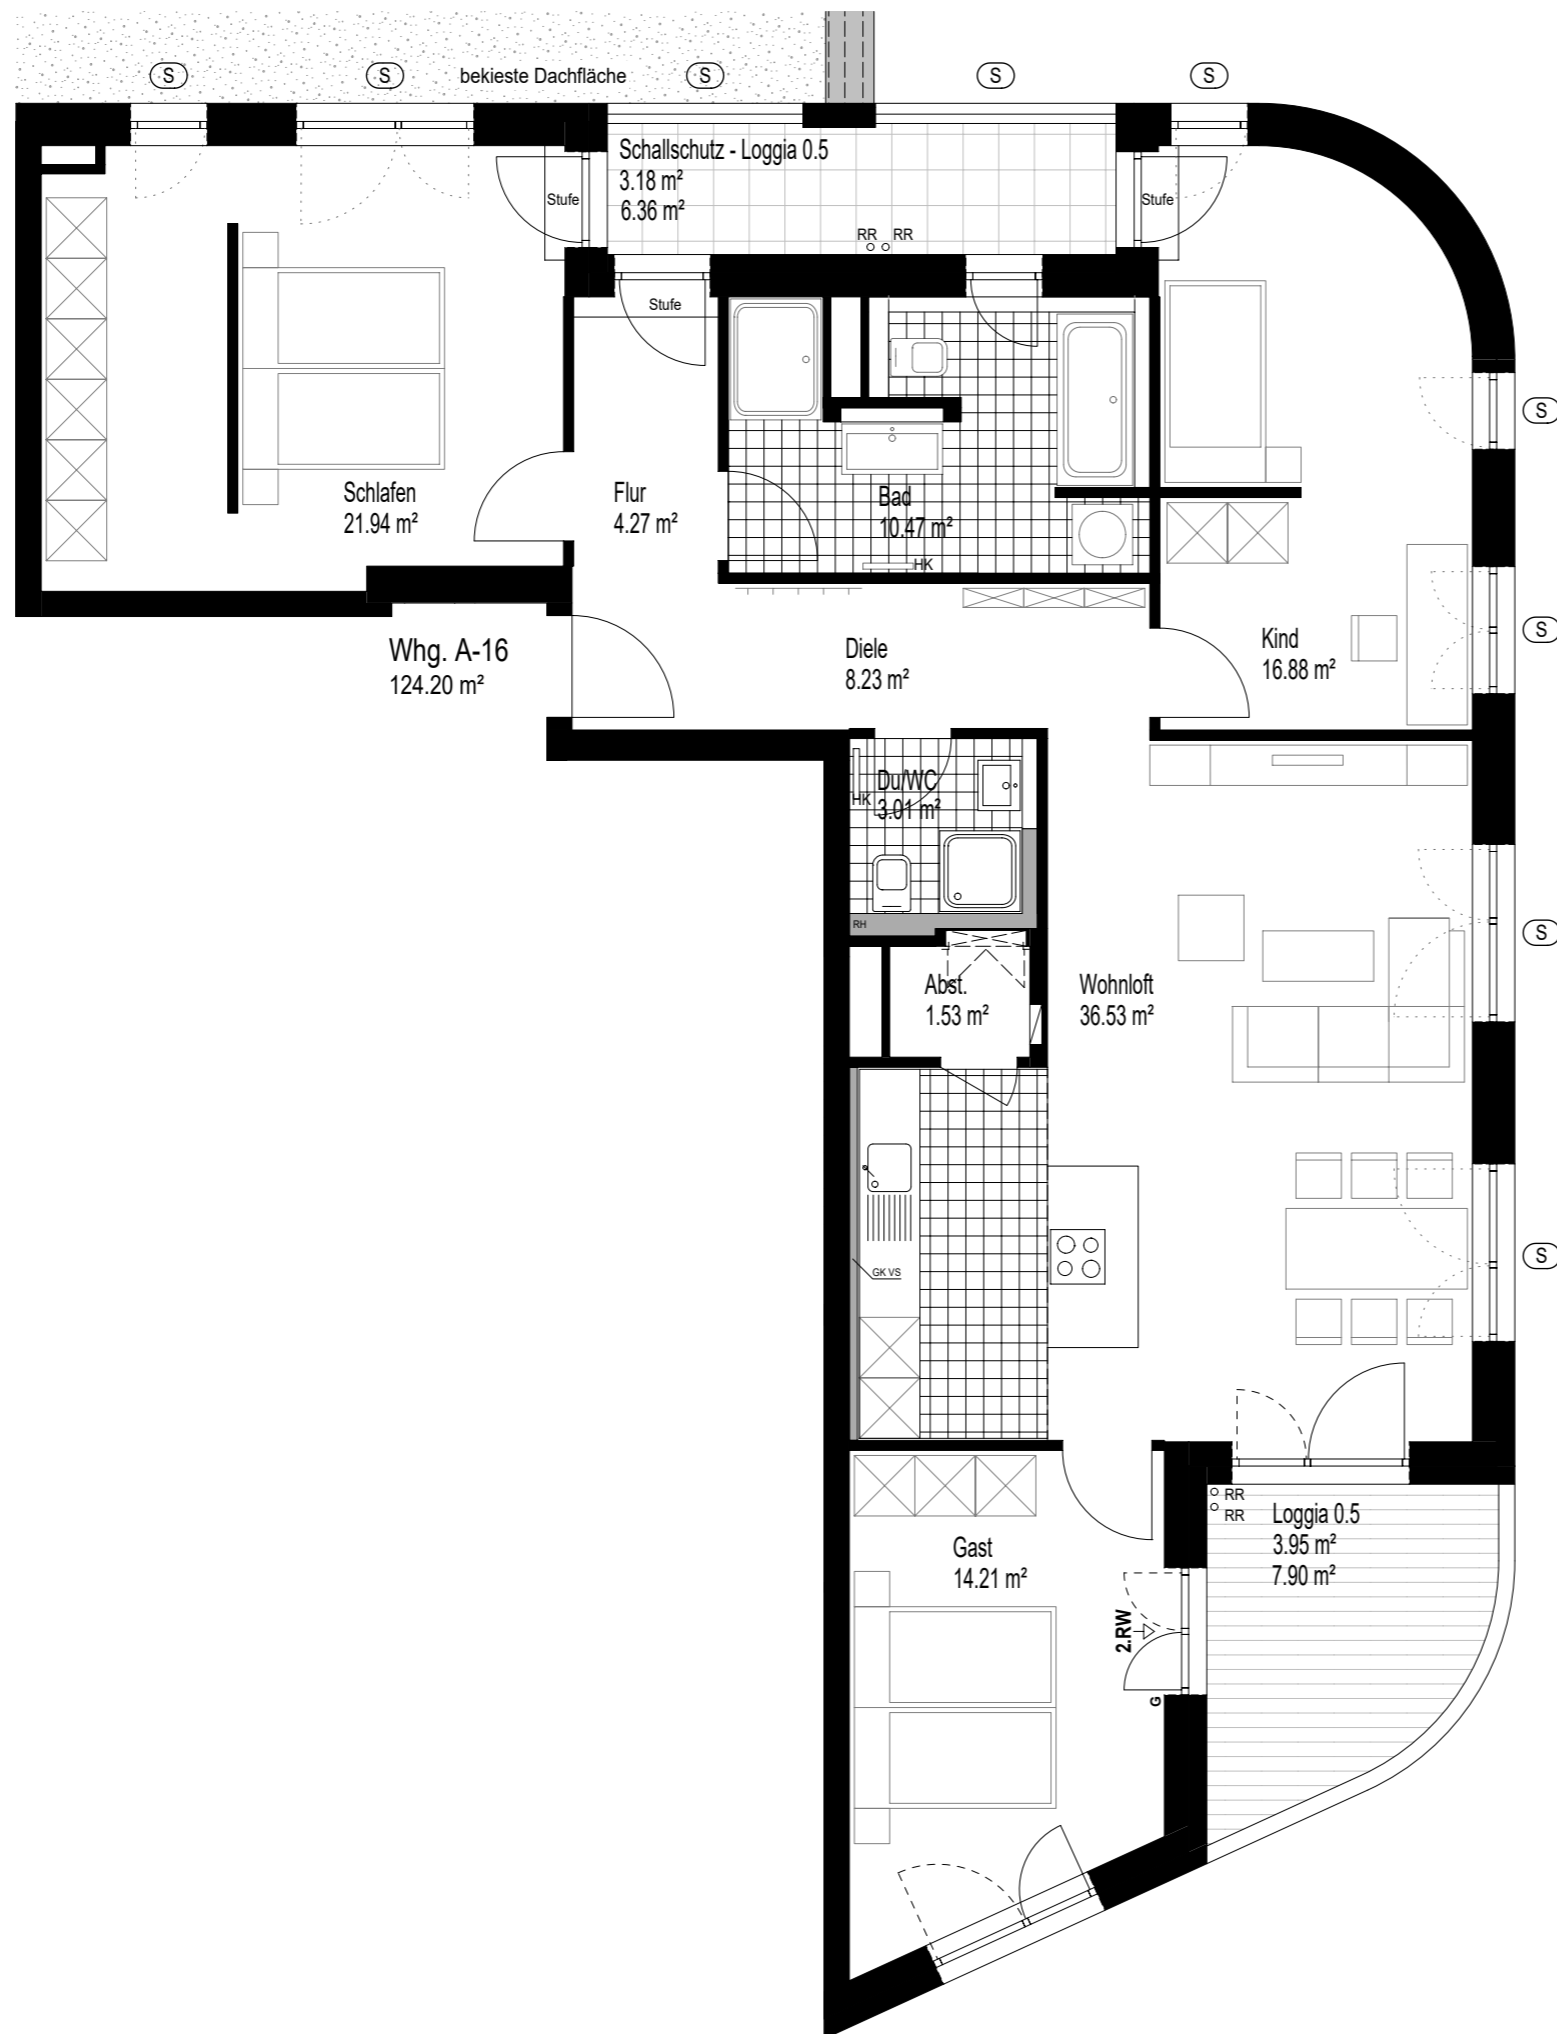 S
S
bekieste Dachfläche
S
S
S
Schallschutz - Loggia 0.5
3.18 m²
6.36 m²
Stufe
Stufe
RR
RR
Stufe
S
Schlafen
21.94 m²
Flur
4.27 m²
Bad
10.47 m²
HK
Whg. A-16
124.20 m²
Diele
8.23 m²
Kind
16.88 m²
S
Du/WC
3.01 m²
HK
RH
S
Abst.
1.53 m²
Wohnloft
36.53 m²
GK VS
S
RR
RR
Loggia 0.5
3.95 m²
7.90 m²
Gast
14.21 m²
2.RW
G